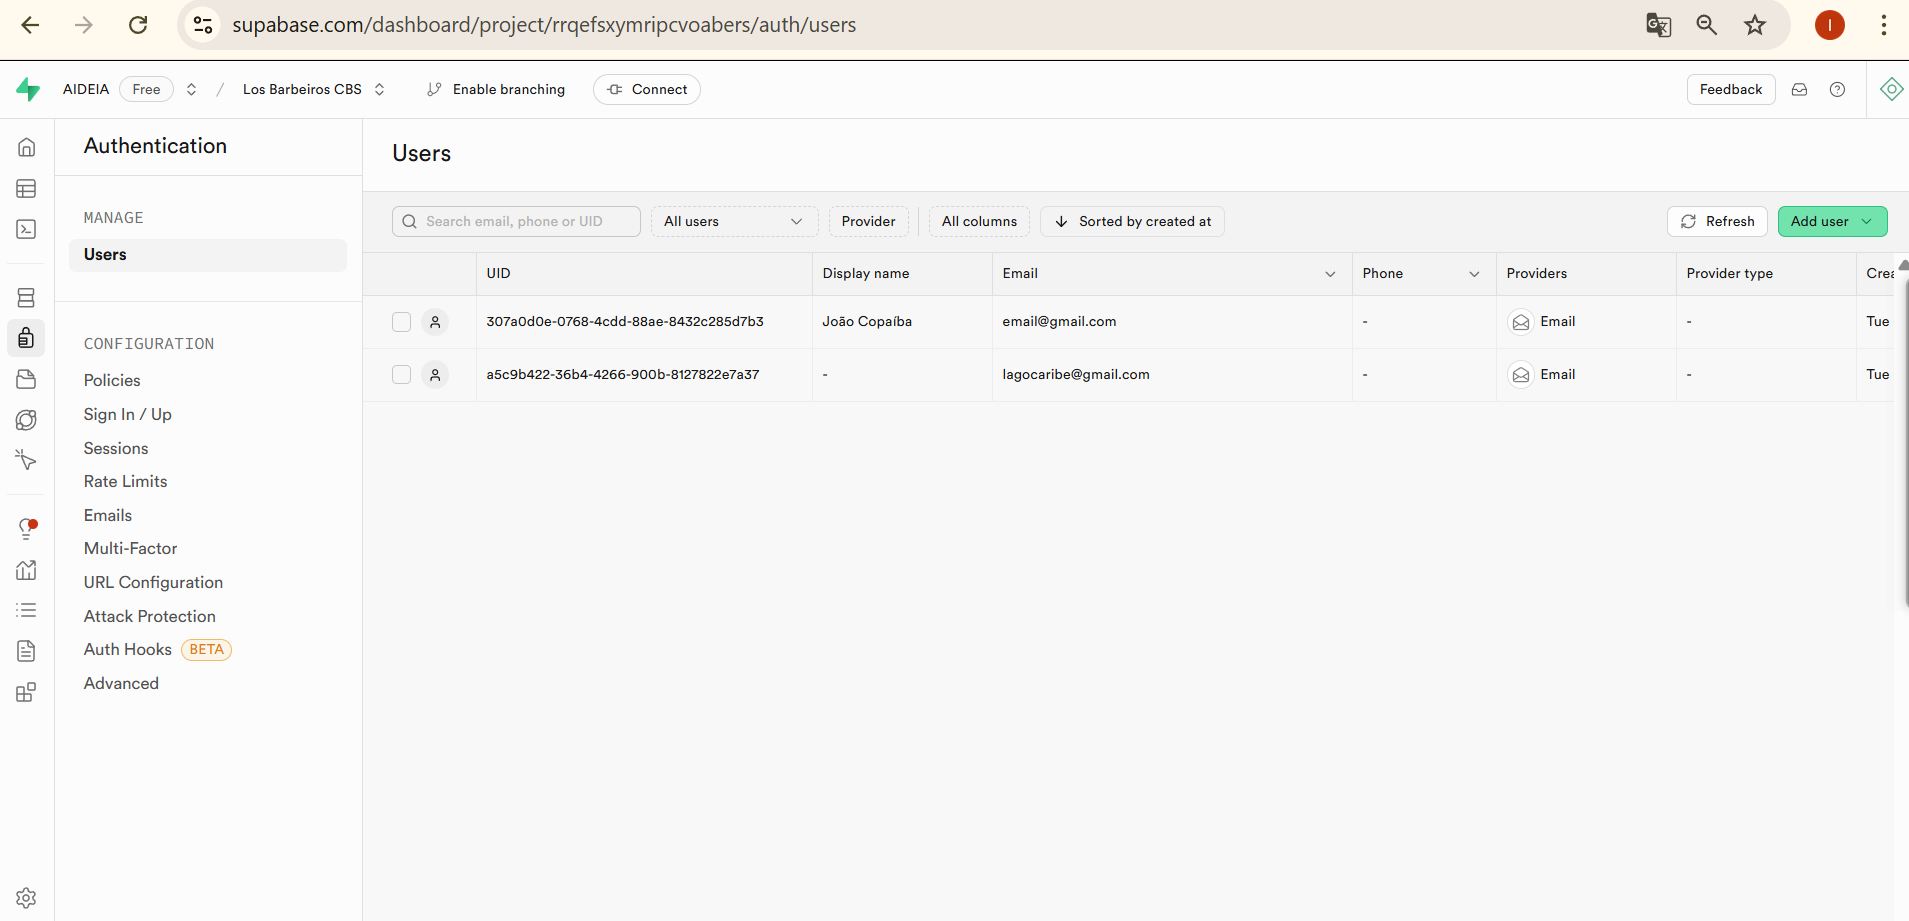 supabase.com/dashboard/project/rrqefsxymripcvoabers/auth/users
I
AIDEIA Free / Los Barbeiros CBS Enable branching Connect Feedback
Authentication
Users
MANAGE
Users
CONFIGURATION
Policies
Sign In / Up
Sessions
Rate Limits
Emails
Multi-Factor
URL Configuration
Attack Protection
Auth Hooks BETA
Advanced
Search email, phone or UID All users Provider All columns Sorted by created at Refresh Add user
UID Display name Email Phone Providers Provider type Crea
307a0d0e-0768-4cdd-88ae-8432c285d7b3 João Copaíba email@gmail.com - Email - Tue
a5c9b422-36b4-4266-900b-8127822e7a37 - lagocaribe@gmail.com - Email - Tue